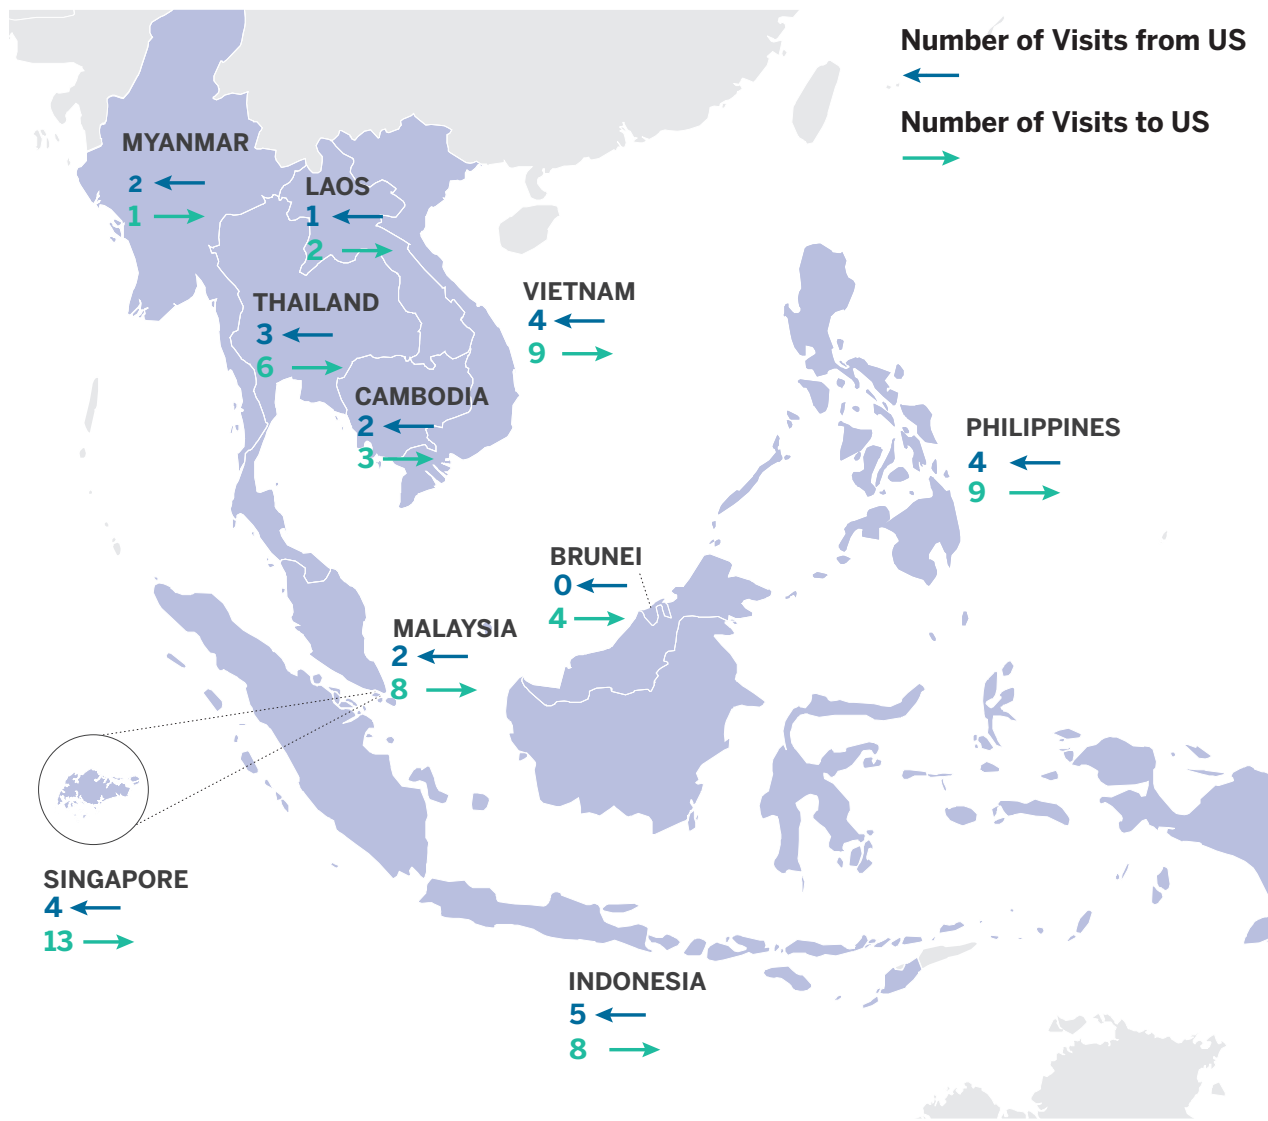 Number of Visits from US
Number of Visits to US
MYANMAR
2
1
LAOS
1
2
THAILAND
3
6
VIETNAM
4
9
CAMBODIA
2
3
PHILIPPINES
4
9
BRUNEI
0
4
MALAYSIA
2
8
SINGAPORE
4
13
INDONESIA
5
8